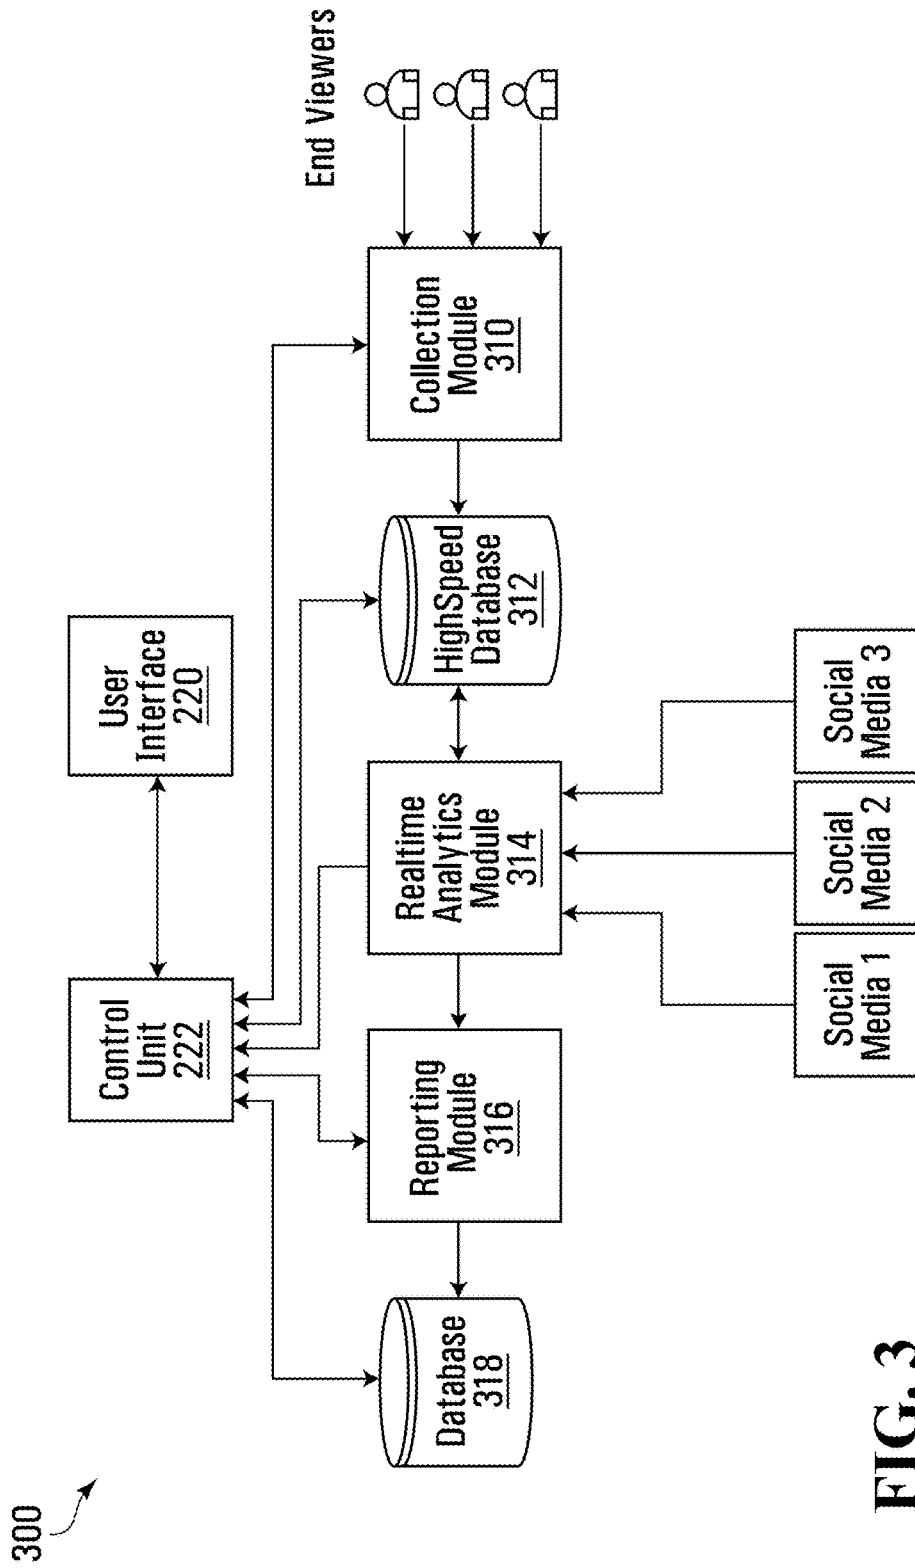 300
User
Interface
220
Control
Unit
222
End Viewers
Database
318
Reporting
Module
316
Realtime
Analytics
Module
314
HighSpeed
Database
312
Collection
Module
310
Social
Media 1
Social
Media 2
Social
Media 3
FIG. 3